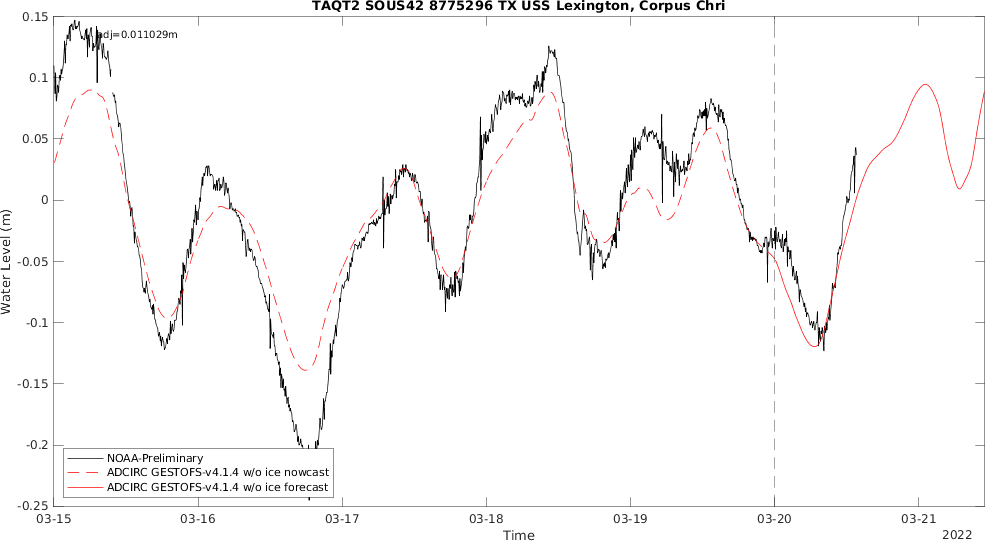 TAQT2 SOUS42 8775296 TX USS Lexington, Corpus Chri
0.15
adj=0.011029m
0.1
0.05
0
-0.05
-0.1
-0.15
-0.2
-0.25
Water Level (m)
NOAA-Preliminary
ADCIRC GESTOFS-v4.1.4 w/o ice nowcast
ADCIRC GESTOFS-v4.1.4 w/o ice forecast
03-15 03-16 03-17 03-18 03-19 03-20 03-21
Time
2022